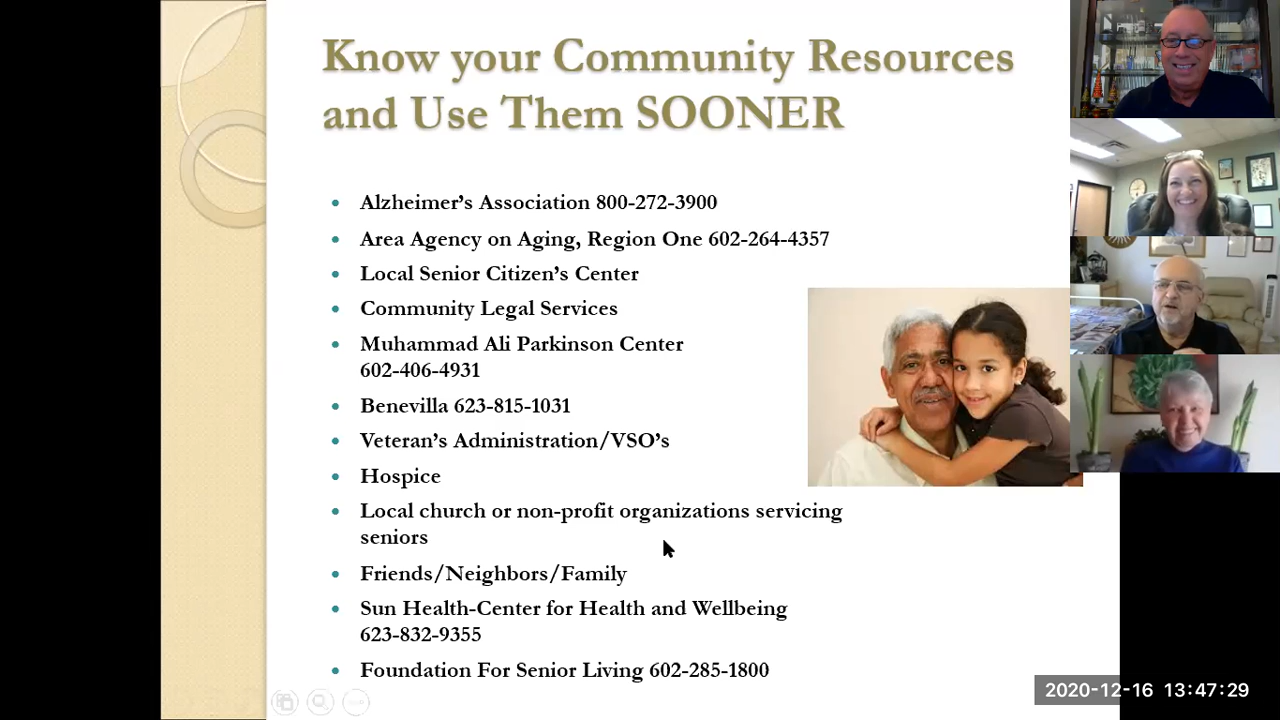 Know your Community Resources
and Use Them SOONER
• Alzheimer's Association 800-272-3900
• Area Agency on Aging, Region One 602-264-4357
• Local Senior Citizen's Center
• Community Legal Services
• Muhammad Ali Parkinson Center
602-406-4931
• Benevilla 623-815-1031
• Veteran's Administration/VSO's
• Hospice
• Local church or non-profit organizations servicing
seniors
• Friends/Neighbors/Family
• Sun Health-Center for Health and Wellbeing
623-832-9355
• Foundation For Senior Living 602-285-1800
2020-12-16 13:47:29